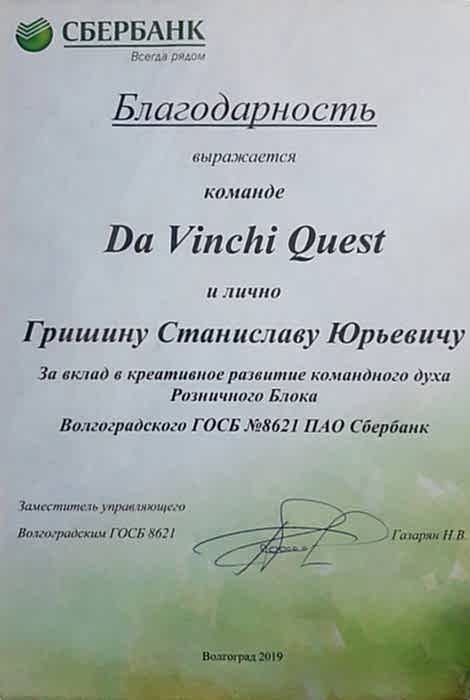 СБЕРБАНК
Всегда рядом
Благодарность
выражается
команде
Da Vinchi Quest
и лично
Гришину Станиславу Юрьевичу
За вклад в креативное развитие командного духа
Розничного Блока
Волгоградского ГОСБ №8621 ПАО Сбербанк
Заместитель управляющего
Волгоградским ГОСБ 8621
Газарян Н.В.
Волгоград 2019